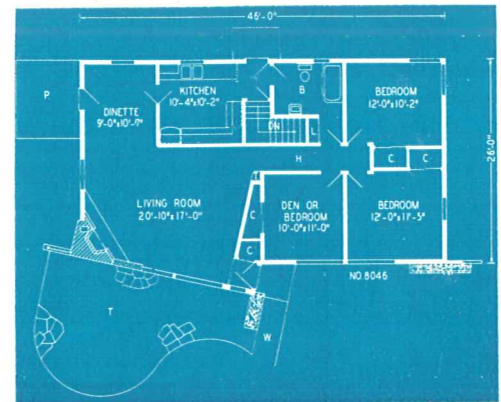 46'-0"
P.
KITCHEN
10'-4"x10'-2"
B
BEDROOM
12'-0"x10'-2"
DINETTE
9'-0"x10'-7"
DN
L
26'-0"
H
C.
C
LIVING ROOM
20'-10"x17'-0"
C
C
DEN OR
BEDROOM
10'-0"x11'-0"
BEDROOM
12'-0"x11'-5"
NO. 8046
T
W